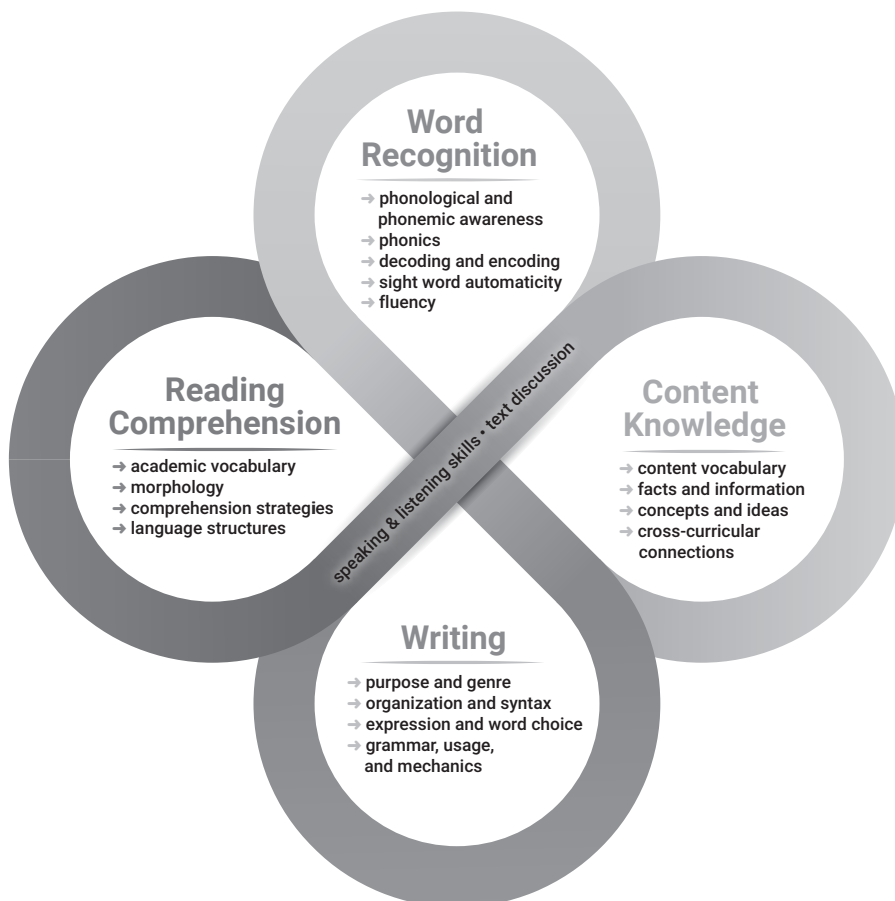 Word
Recognition
→ phonological and
phonemic awareness
→ phonics
→ decoding and encoding
→ sight word automaticity
→ fluency
Reading
Comprehension
→ academic vocabulary
→ morphology
→ comprehension strategies
→ language structures
speaking & listening skills • text discussion
Content
Knowledge
→ content vocabulary
→ facts and information
→ concepts and ideas
→ cross-curricular
connections
Writing
→ purpose and genre
→ organization and syntax
→ expression and word choice
→ grammar, usage,
and mechanics